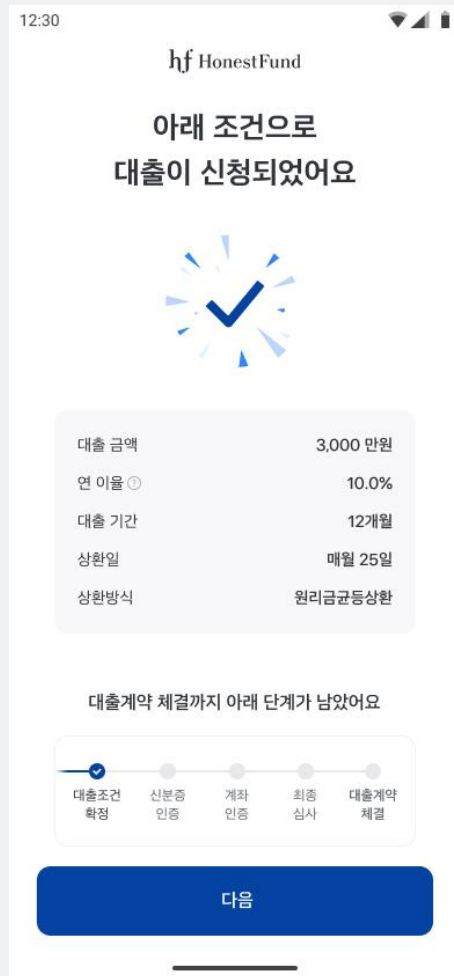 12:30
hf HonestFund
아래 조건으로
대출이 신청되었어요
대출 금액 3,000 만원
연 이율 ? 10.0%
대출 기간 12개월
상환일 매월 25일
상환방식 원리금균등상환
대출계약 체결까지 아래 단계가 남았어요
대출조건 신분증 계좌 최종 대출계약
확정 인증 인증 심사 체결
다음